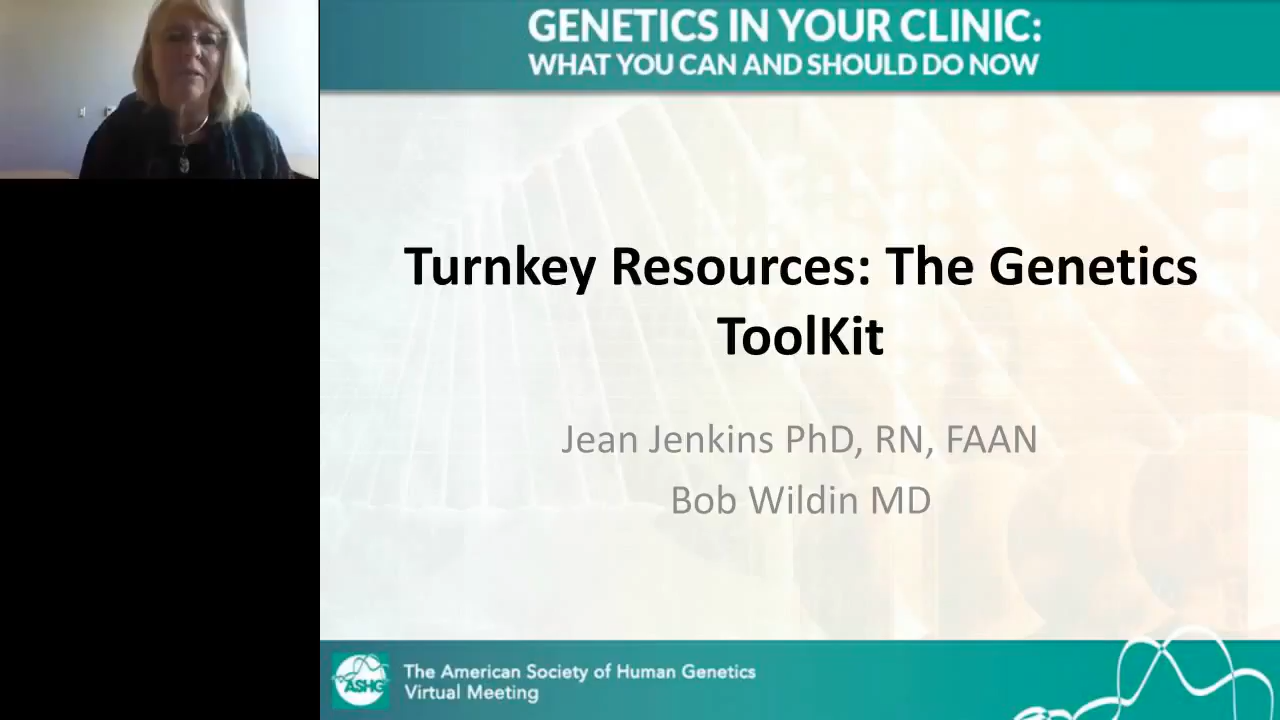 GENETICS IN YOUR CLINIC:
WHAT YOU CAN AND SHOULD DO NOW
Turnkey Resources: The Genetics
ToolKit
Jean Jenkins PhD, RN, FAAN
Bob Wildin MD
ASHG
The American Society of Human Genetics
Virtual Meeting